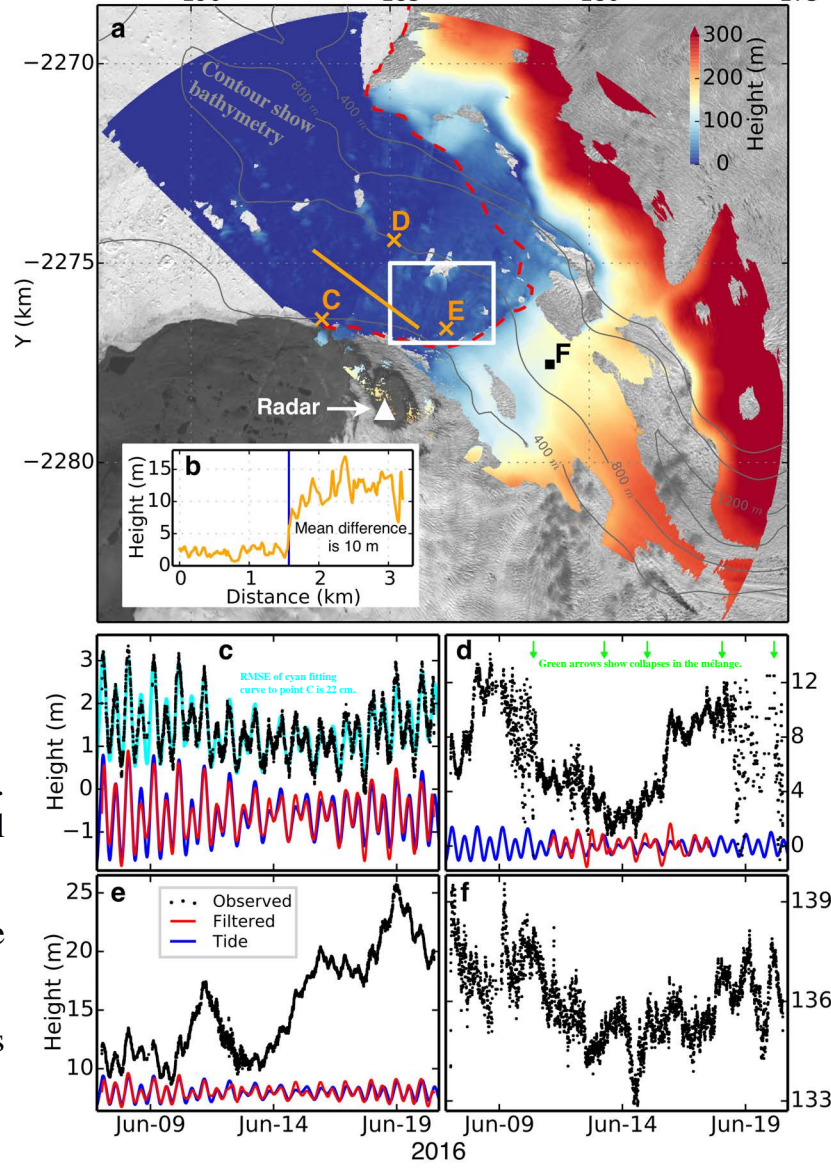 a
Contour show
bathymetry
800 m
400 m
300
200
100
0
Height (m)
−2270
−2275
−2280
Y (km)
D
C
E
F
Radar
400 m
800 m
1200 m
b
15
10
5
0
Height (m)
Mean difference
is 10 m
0 1 2 3
Distance (km)
c
RMSE of cyan fitting
curve to point C is 22 cm.
3
2
1
0
−1
Height (m)
d
Green arrows show collapses in the mélange.
12
8
4
0
e
Observed
Filtered
Tide
25
20
15
10
Height (m)
f
139
136
133
Jun-09 Jun-14 Jun-19 Jun-09 Jun-14 Jun-19
2016